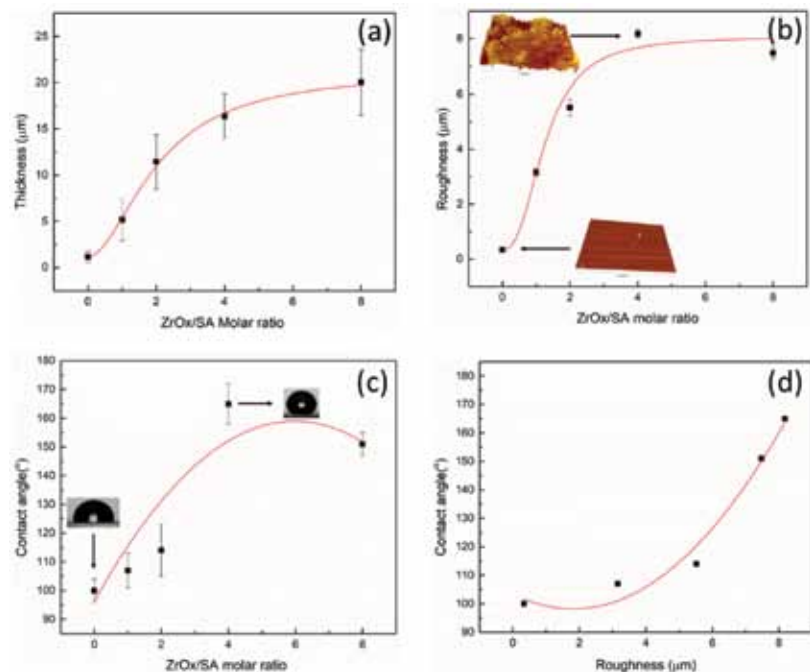 (a)
25
20
15
10
5
0
Thickness (μm)
0 2 4 6 8
ZrOx/SA Molar ratio
(b)
8
6
4
2
0
Roughness (μm)
0 2 4 6 8
ZrOx/SA molar ratio
(c)
180
170
160
150
140
130
120
110
100
90
Contact angle(°)
0 2 4 6 8
ZrOx/SA molar ratio
(d)
180
170
160
150
140
130
120
110
100
90
Contact angle(°)
0 2 4 6 8
Roughness (μm)